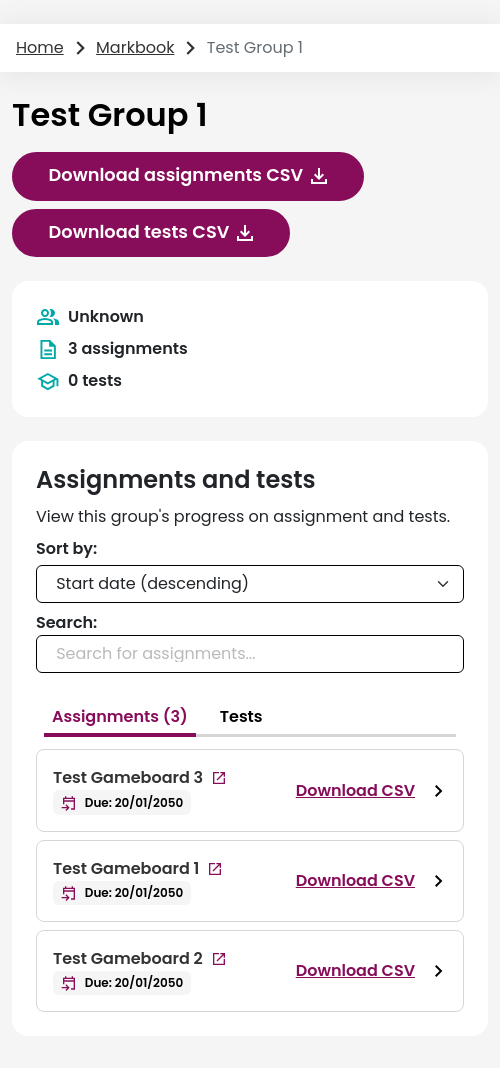 Home Markbook Test Group 1
Test Group 1
Download assignments CSV
Download tests CSV
Unknown
3 assignments
0 tests
Assignments and tests
View this group's progress on assignment and tests.
Sort by:
Start date (descending)
Search:
Search for assignments...
Assignments (3) Tests
Test Gameboard 3
Due: 20/01/2050
Download CSV
Test Gameboard 1
Due: 20/01/2050
Download CSV
Test Gameboard 2
Due: 20/01/2050
Download CSV